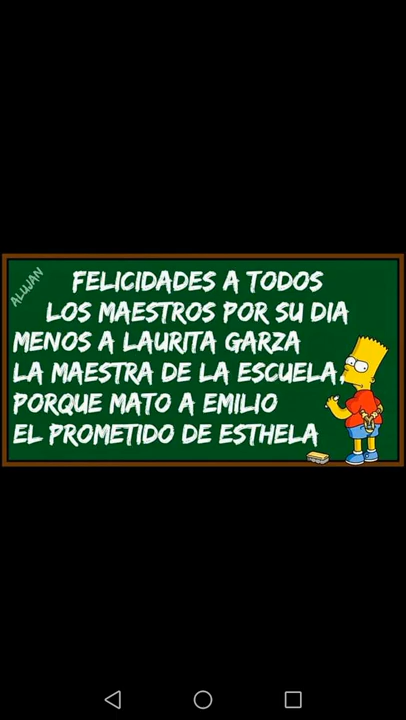 ALUJAN
FELICIDADES A TODOS
LOS MAESTROS POR SU DIA
MENOS A LAURITA GARZA
LA MAESTRA DE LA ESCUELA,
PORQUE MATO A EMILIO
EL PROMETIDO DE ESTHELA